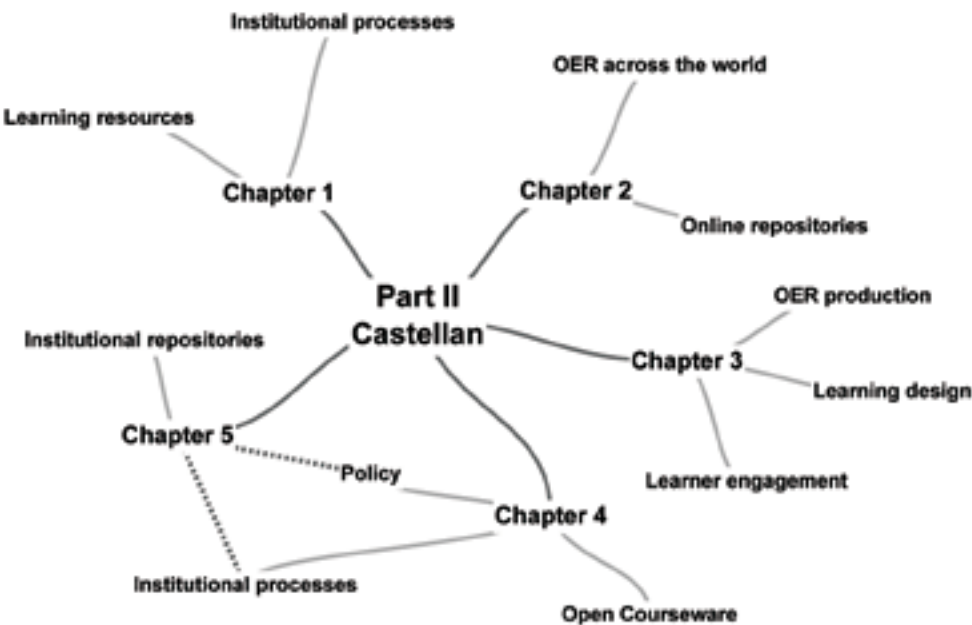 Institutional processes
OER across the world
Learning resources
Chapter 1
Chapter 2
Online repositories
Part II
Castellan
OER production
Institutional repositories
Chapter 3
Learning design
Chapter 5
Policy
Learner engagement
Chapter 4
Institutional processes
Open Courseware